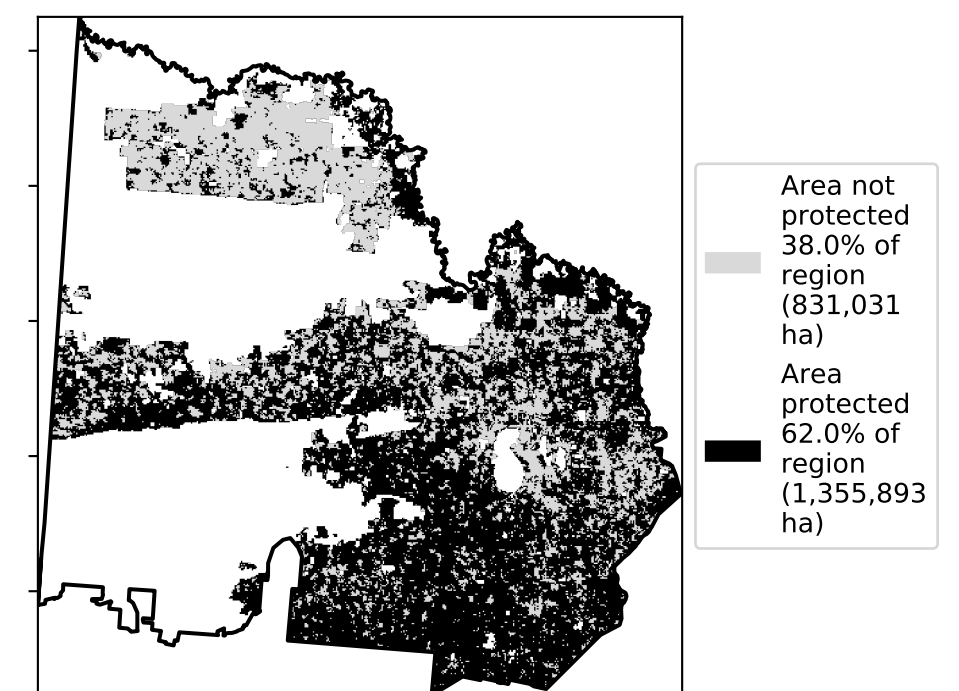 Area not
protected
38.0% of
region
(831,031
ha)
Area
protected
62.0% of
region
(1,355,893
ha)